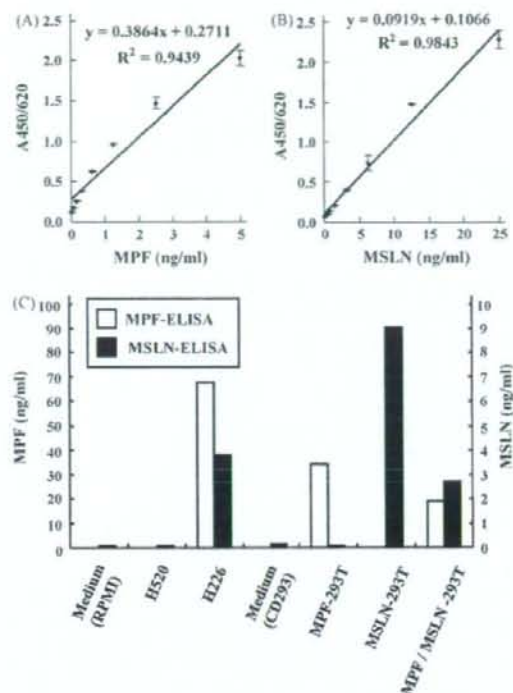 (A)
y = 0.3864x + 0.2711
R² = 0.9439
A450/620
2.5
2.0
1.5
1.0
0.5
0.0
0 1 2 3 4 5
MPF (ng/ml)
(B)
y = 0.0919x + 0.1066
R² = 0.9843
A450/620
2.5
2.0
1.5
1.0
0.5
0.0
0 5 10 15 20 25
MSLN (ng/ml)
(C)
MPF-ELISA
MSLN-ELISA
MPF
(ng/ml)
100
90
80
70
60
50
40
30
20
10
0
10
9
8
7
6
5
4
3
2
1
0
MSLN
(ng/ml)
Medium
(RPMI)
H520
H226
Medium
(CD293)
MPF-293T
MSLN-293T
MPF / MSLN -293T